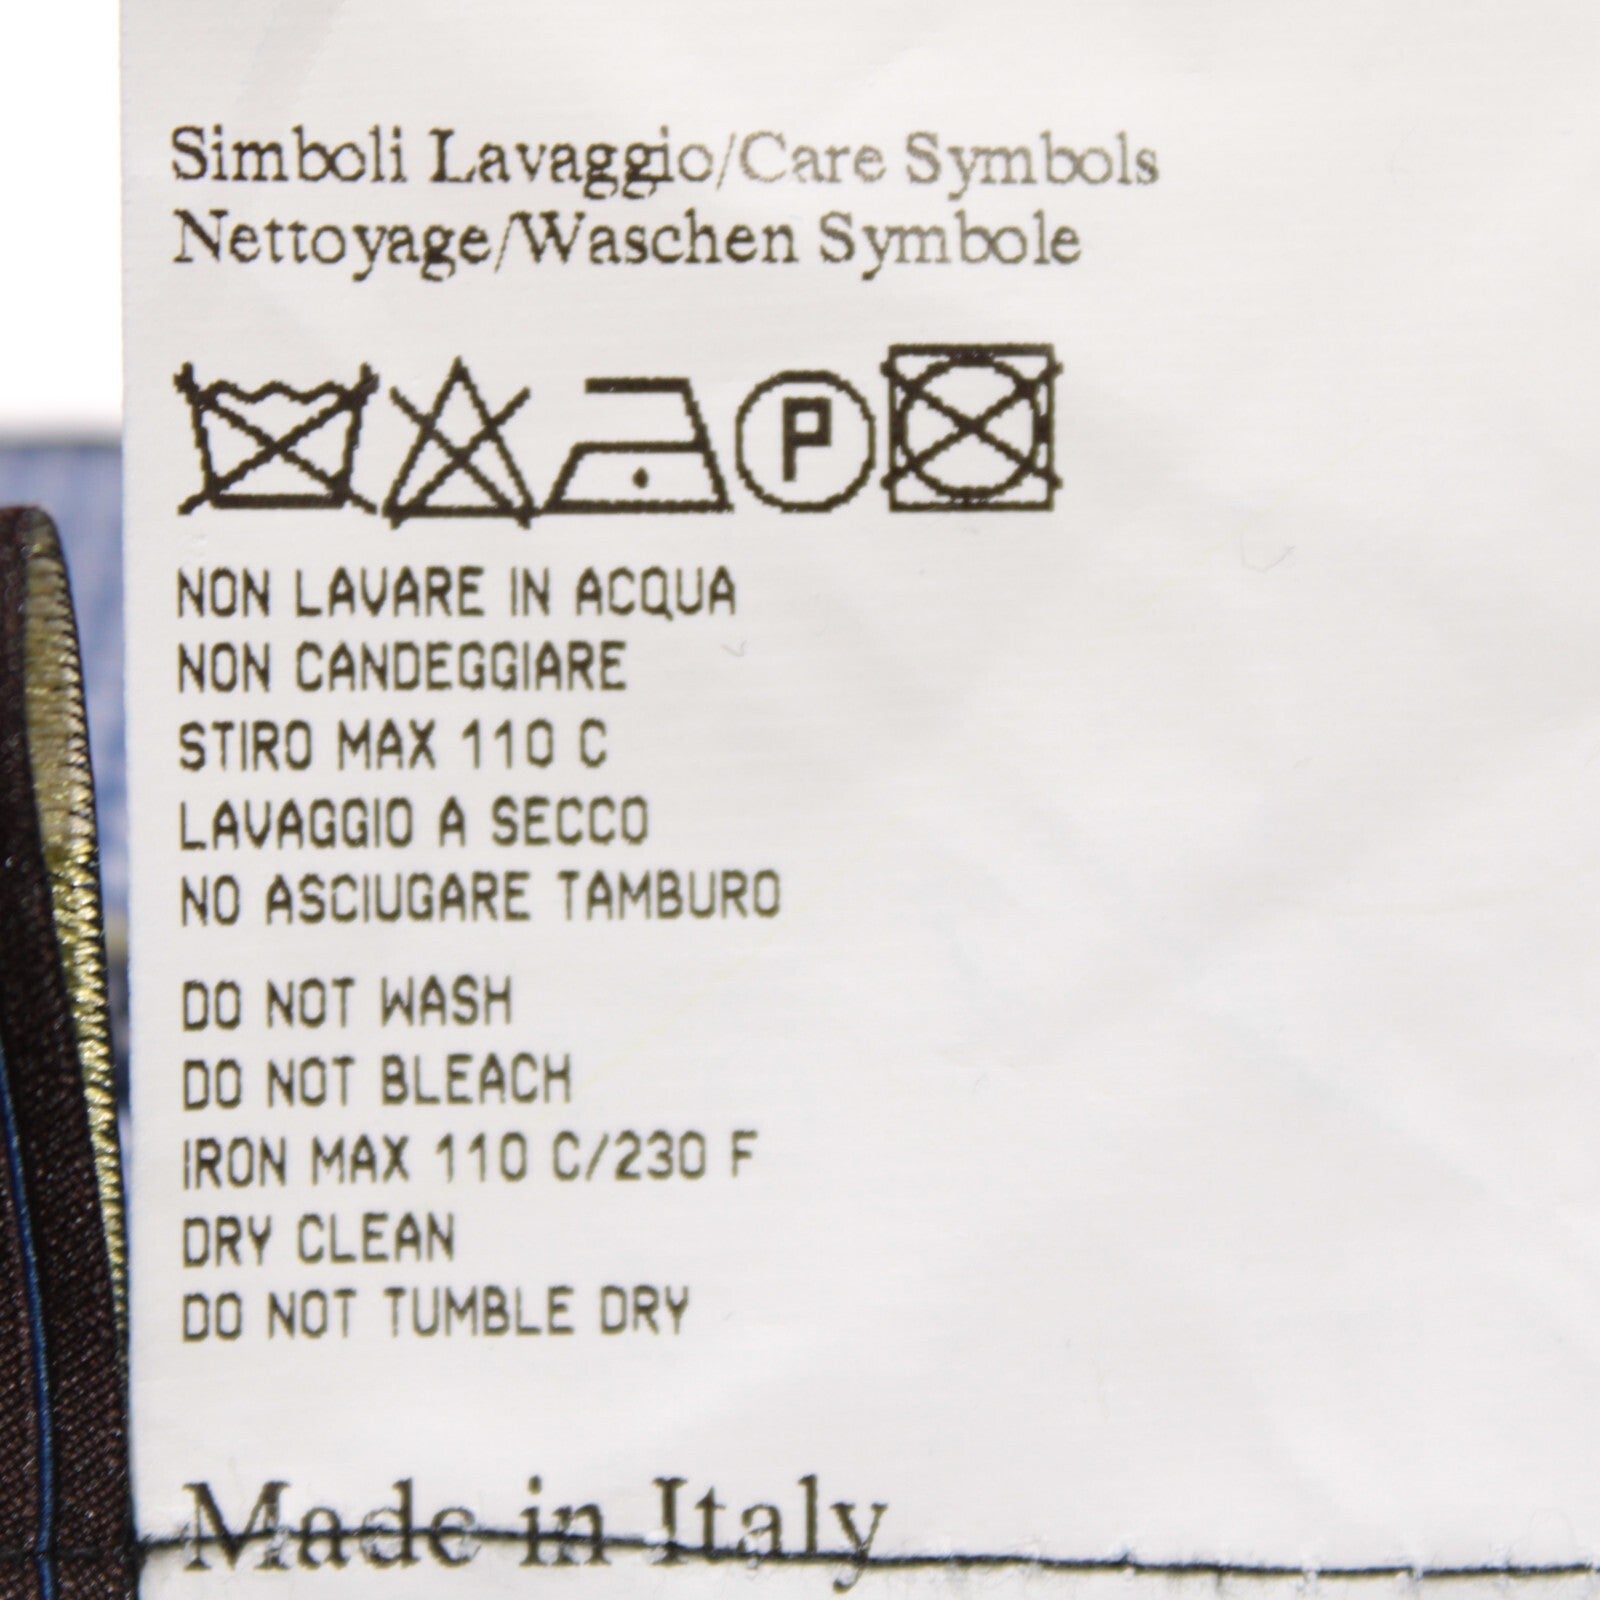 Simboli Lavaggio/Care Symbols
Nettoyage/Waschen Symbole
P
NON LAVARE IN ACQUA
NON CANDEGGIARE
STIRO MAX 110 C
LAVAGGIO A SECCO
NO ASCIUGARE TAMBURO
DO NOT WASH
DO NOT BLEACH
IRON MAX 110 C/230 F
DRY CLEAN
DO NOT TUMBLE DRY
Made in Italy